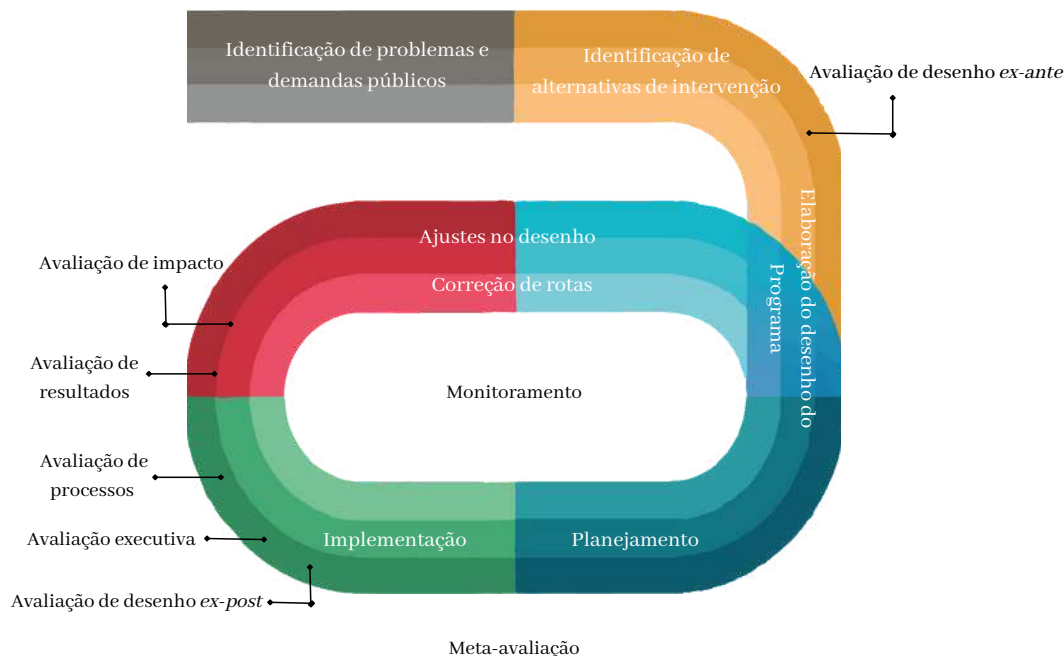 Identificação de problemas e
demandas públicos
Identificação de
alternativas de intervenção
Avaliação de desenho ex-ante
Elaboração do desenho do
Programa
Ajustes no desenho
Correção de rotas
Avaliação de impacto
Avaliação de
resultados
Monitoramento
Avaliação de
processos
Avaliação executiva
Implementação
Planejamento
Avaliação de desenho ex-post
Meta-avaliação